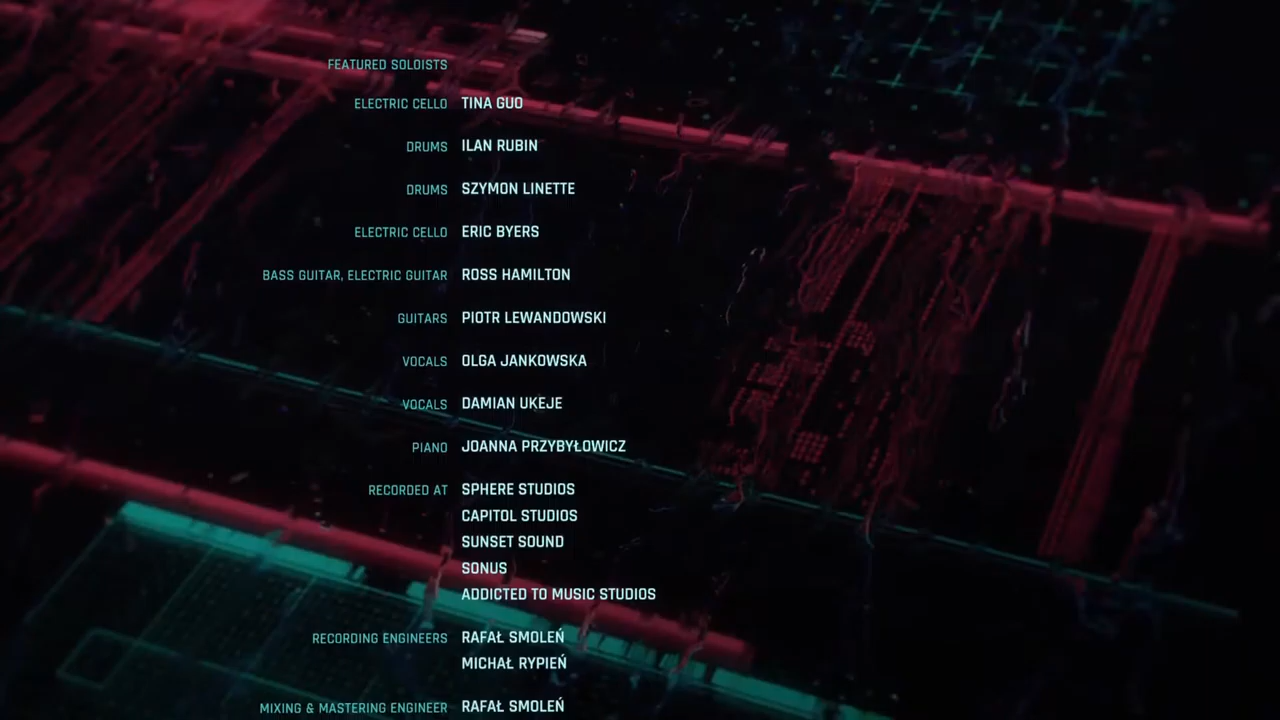 FEATURED SOLOISTS
ELECTRIC CELLO TINA GUO
DRUMS ILAN RUBIN
DRUMS SZYMON LINETTE
ELECTRIC CELLO ERIC BYERS
BASS GUITAR, ELECTRIC GUITAR ROSS HAMILTON
GUITARS PIOTR LEWANDOWSKI
VOCALS OLGA JANKOWSKA
VOCALS DAMIAN UKEJE
PIANO JOANNA PRZYBYŁOWICZ
RECORDED AT SPHERE STUDIOS
CAPITOL STUDIOS
SUNSET SOUND
SONUS
ADDICTED TO MUSIC STUDIOS
RECORDING ENGINEERS RAFAŁ SMOLEŃ
MICHAŁ RYPIEŃ
MIXING & MASTERING ENGINEER RAFAŁ SMOLEŃ